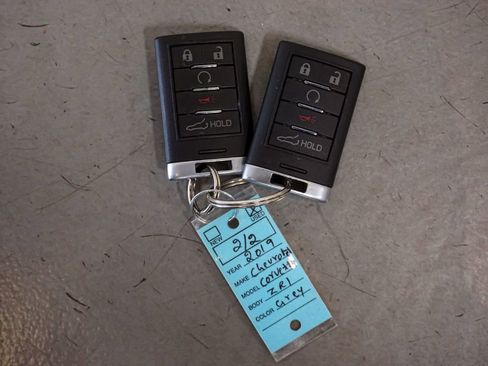 HOLD
HOLD
NEW
USED
2/2
YEAR 2019
MAKE Chevrolet
MODEL Corvette
BODY ZR1
COLOR Grey